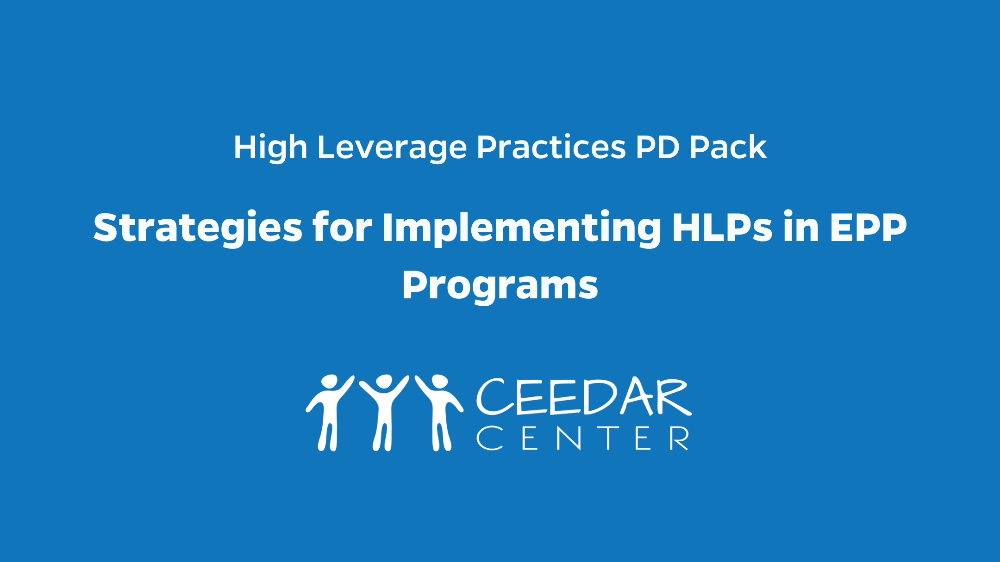 High Leverage Practices PD Pack
Strategies for Implementing HLPs in EPP
Programs
CEEDAR
CENTER